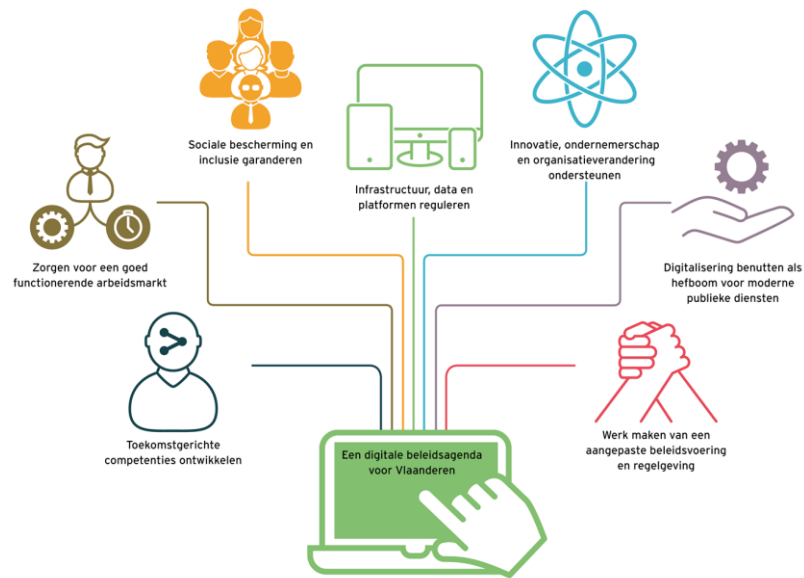 Sociale bescherming en
inclusie garanderen
Infrastructuur, data en
platformen reguleren
Innovatie, ondernemerschap
en organisatieverandering
ondersteunen
Zorgen voor een goed
functionerende arbeidsmarkt
Digitalisering benutten als
hefboom voor moderne
publieke diensten
Toekomstgerichte
competenties ontwikkelen
Werk maken van een
aangepaste beleidsvoering
en regelgeving
Een digitale beleidsagenda
voor Vlaanderen